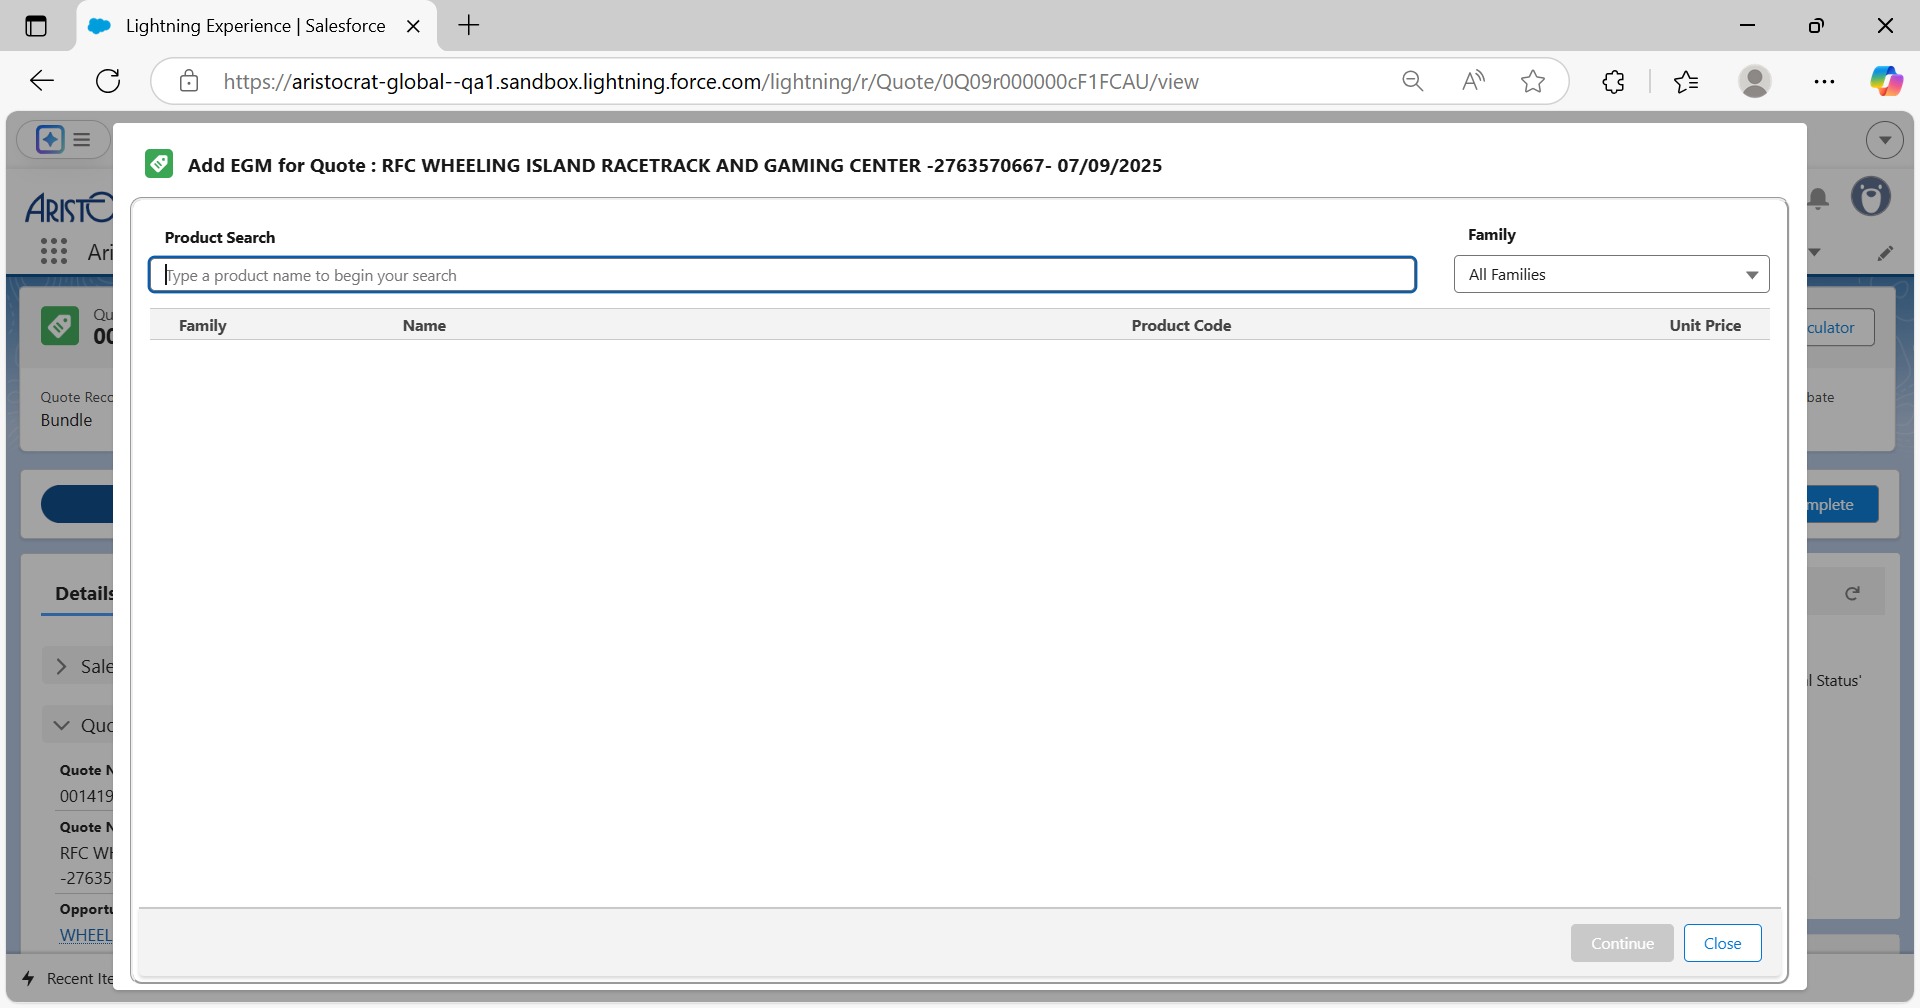 Lightning Experience | Salesforce
https://aristocrat-global--qa1.sandbox.lightning.force.com/lightning/r/Quote/0Q09r000000cF1FCAU/view
Add EGM for Quote : RFC WHEELING ISLAND RACETRACK AND GAMING CENTER -2763570667- 07/09/2025
Product Search
Family
Type a product name to begin your search
All Families
Family Name Product Code Unit Price
Continue
Close
ARISTO
Ari
Qu
00
culator
Quote Reco
bate
Bundle
mplete
Details
Sale
l Status'
Quo
Quote N
001419
Quote N
RFC WH
-27635
Opportu
WHEEL
Recent Ite